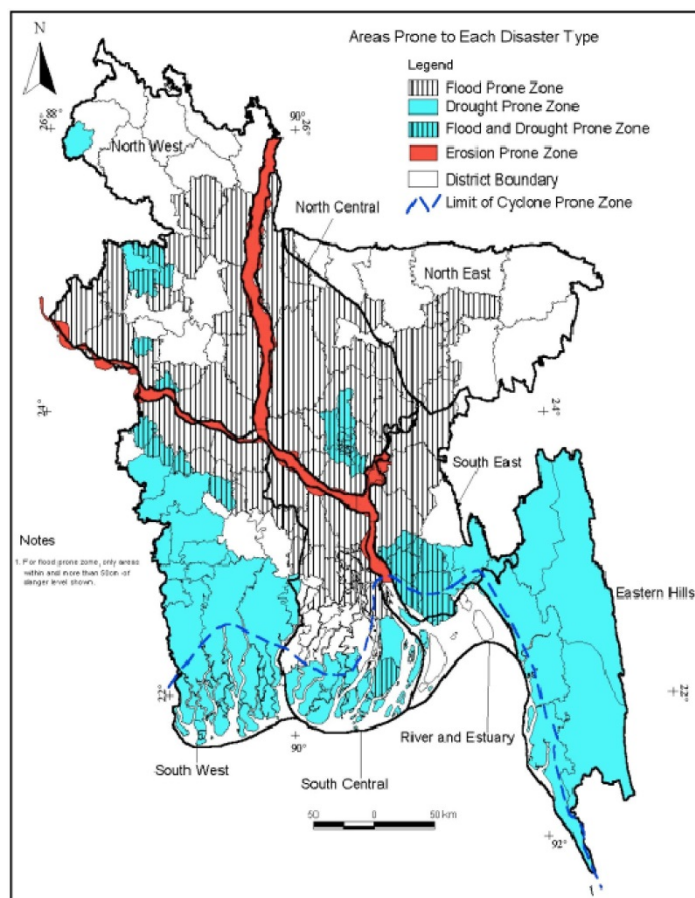 Areas Prone to Each Disaster Type
N
Legend
Flood Prone Zone
Drought Prone Zone
Flood and Drought Prone Zone
Erosion Prone Zone
District Boundary
Limit of Cyclone Prone Zone
26° 88°
90° 26°
North West
North Central
North East
24°
24°
South East
Notes
1. For flood prone zone, only areas
within and more than 50cm of
danger level shown.
Eastern Hills
22°
22°
90°
River and Estuary
South West
South Central
50 0 50 km
92°